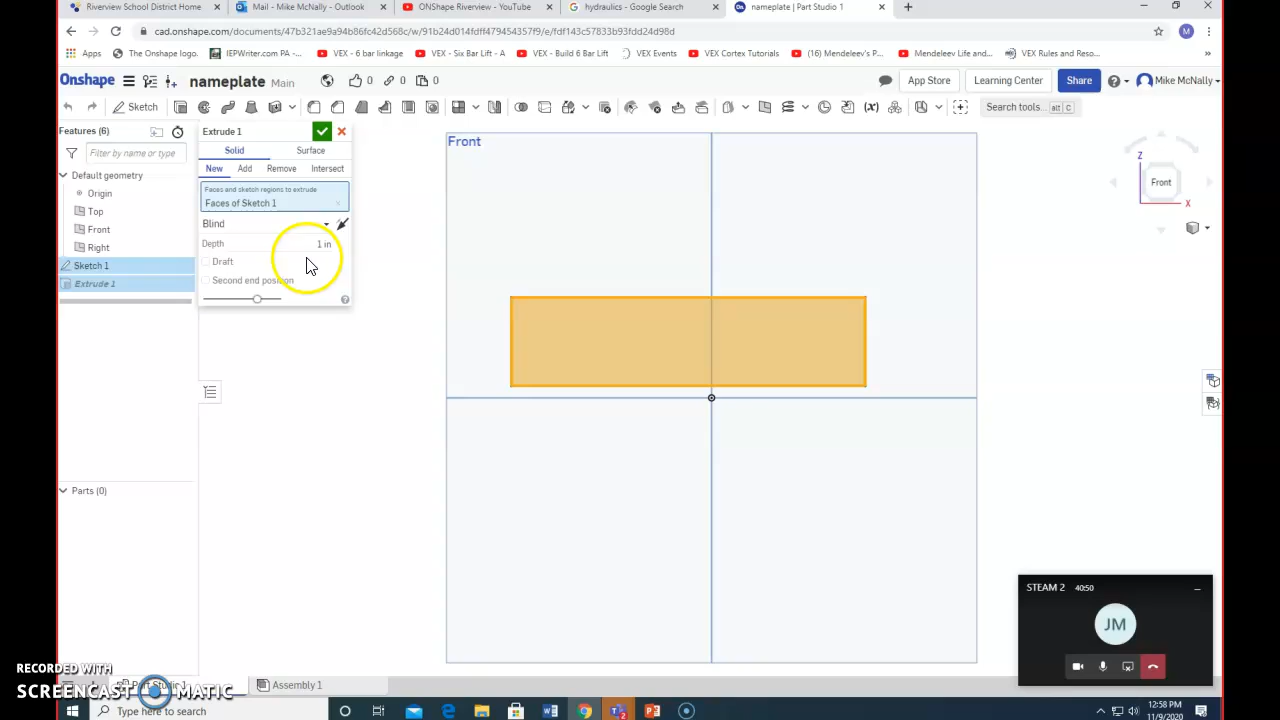 Riverview School District Home
Mail - Mike McNally - Outlook
ONShape Riverview - YouTube
hydraulics - Google Search
nameplate | Part Studio 1
cad.onshape.com/documents/47b321ae9a94b86fc42d568c/w/91b24d014fdff479454357f9/e/fdf143c57833b93fdd24d98d
M
Apps
The Onshape logo.
IEPWriter.com PA -...
VEX - 6 bar linkage
VEX - Six Bar Lift - A
VEX - Build 6 Bar Lift
VEX Events
VEX Cortex Tutorials
(16) Mendeleev's P...
Mendeleev Life and...
VEX Rules and Reso...
Onshape
nameplate Main
0
0
0
App Store
Learning Center
Share
Mike McNally
Sketch
Search tools... alt C
Features (6)
Filter by name or type
Default geometry
Origin
Top
Front
Right
Sketch 1
Extrude 1
Parts (0)
Extrude 1
Solid
Surface
New
Add
Remove
Intersect
Faces and sketch regions to extrude
Faces of Sketch 1
Blind
Depth
1 in
Draft
Second end position
Front
Z
Front
X
STEAM 2 40:50
JM
RECORDED WITH
SCREENCAST MATIC
Part Studio 1
Assembly 1
Type here to search
12:58 PM
11/9/2020